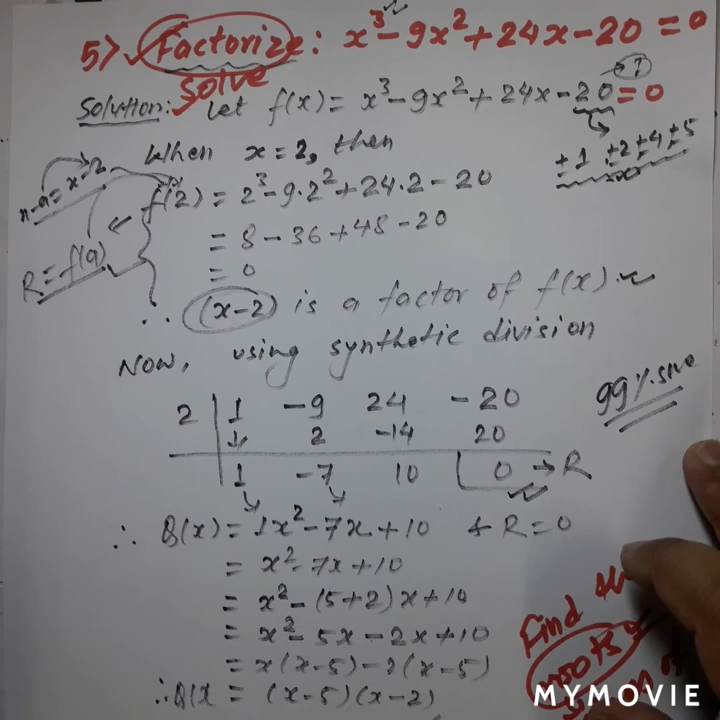 5> Factorize: x³-9x²+24x-20=0
Solve
Solution: Let f(x)= x³-9x²+24x-20=0
?
±1 ±2 ±4 ±5
When x=2, then
x-a=x-2
f(2)= 2³-9.2²+24.2-20
= 8-36+48-20
R=f(a)
= 0
∴ (x-2) is a factor of f(x).
Now, using synthetic division
99% sure
2 1 -9 24 -20
↓ 2 -14 20
1 -7 10 0 → R
∴ Q(x)= 1x²-7x+10 & R=0
= x²-7x+10
= x²-(5+2)x+10
= x²-5x-2x+10
= x(x-5)-2(x-5)
∴ Q(x = (x-5)(x-2)
Find
roots
MYMOVIE